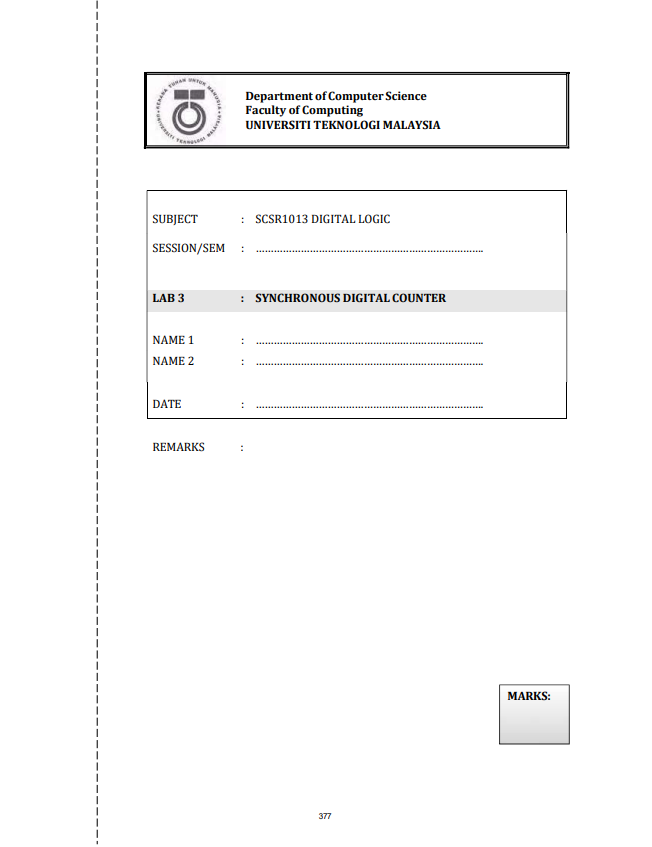 KERANA TUHAN UNTUK MANUSIA
UNIVERSITI TEKNOLOGI MALAYSIA
Department of Computer Science
Faculty of Computing
UNIVERSITI TEKNOLOGI MALAYSIA
SUBJECT : SCSR1013 DIGITAL LOGIC
SESSION/SEM : ……………………………………………………………………
LAB 3 : SYNCHRONOUS DIGITAL COUNTER
NAME 1 : ……………………………………………………………………
NAME 2 : ……………………………………………………………………
DATE : ……………………………………………………………………
REMARKS :
MARKS:
377